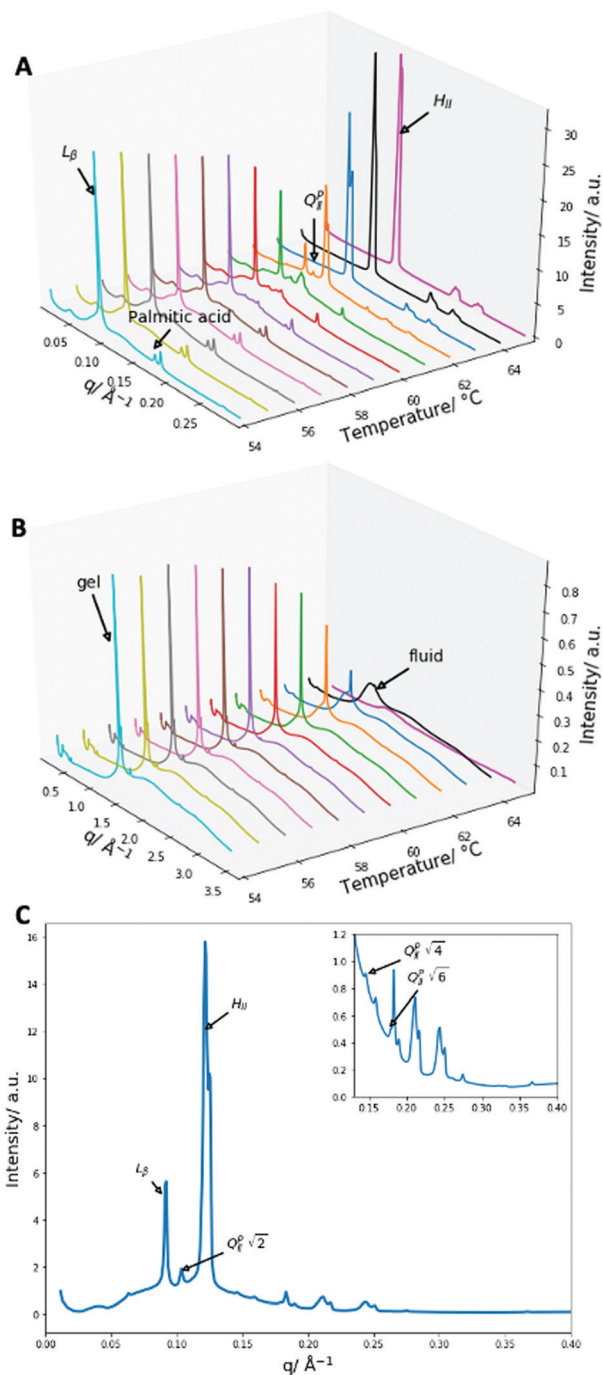 A
30
25
20
15
10
5
0
Intensity/ a.u.
H_II
L_β
Q_II^P
Palmitic acid
0.05
0.10
0.15
0.20
0.25
q/ Å⁻¹
54
56
58
60
62
64
Temperature/ °C
B
0.8
0.7
0.6
0.5
0.4
0.3
0.2
0.1
Intensity/ a.u.
gel
fluid
0.5
1.0
1.5
2.0
2.5
3.0
3.5
q/ Å⁻¹
54
56
58
60
62
64
Temperature/ °C
C
16
14
12
10
8
6
4
2
0
Intensity/ a.u.
H_II
L_β
Q_II^P √2
1.2
1.0
0.8
0.6
0.4
0.2
0.0
Q_II^P √4
Q_II^P √6
0.15 0.20 0.25 0.30 0.35 0.40
0.00 0.05 0.10 0.15 0.20 0.25 0.30 0.35 0.40
q/ Å⁻¹